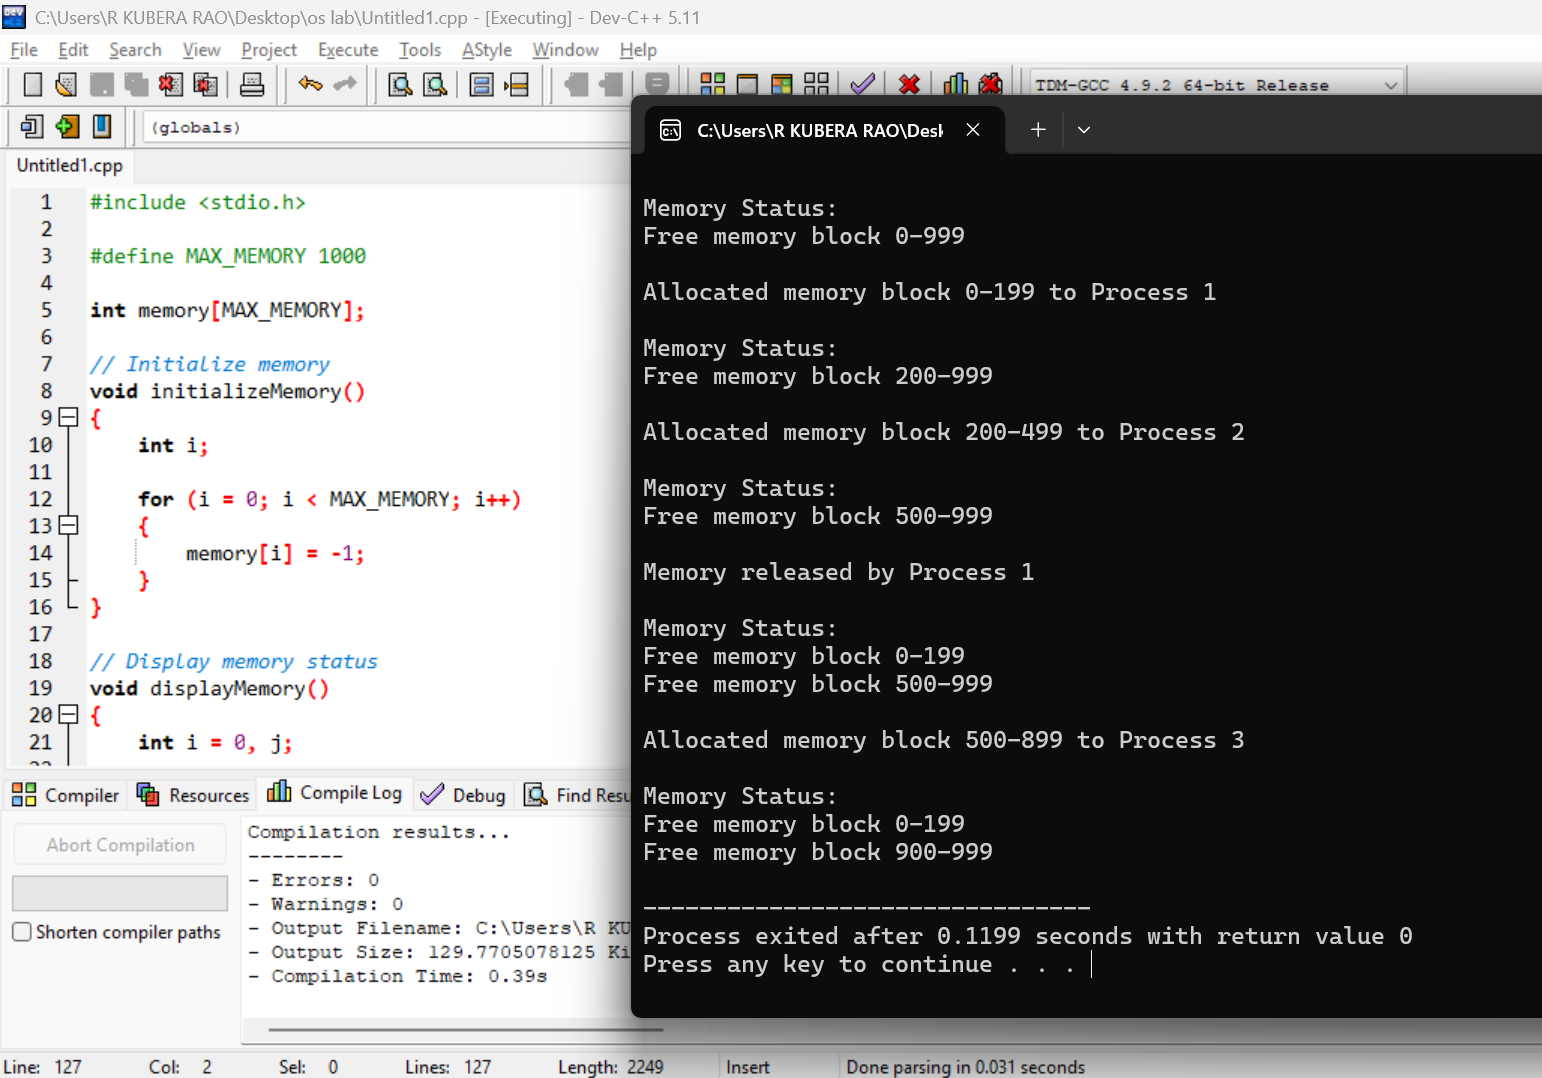 C:\Users\R KUBERA RAO\Desktop\os lab\Untitled1.cpp - [Executing] - Dev-C++ 5.11
File Edit Search View Project Execute Tools AStyle Window Help
TDM-GCC 4.9.2 64-bit Release
(globals)
Untitled1.cpp
1 #include <stdio.h>
2
3 #define MAX_MEMORY 1000
4
5 int memory[MAX_MEMORY];
6
7 // Initialize memory
8 void initializeMemory()
9 {
10 int i;
11
12 for (i = 0; i < MAX_MEMORY; i++)
13 {
14 memory[i] = -1;
15 }
16 }
17
18 // Display memory status
19 void displayMemory()
20 {
21 int i = 0, j;
C:\Users\R KUBERA RAO\Desk
Memory Status:
Free memory block 0-999
Allocated memory block 0-199 to Process 1
Memory Status:
Free memory block 200-999
Allocated memory block 200-499 to Process 2
Memory Status:
Free memory block 500-999
Memory released by Process 1
Memory Status:
Free memory block 0-199
Free memory block 500-999
Allocated memory block 500-899 to Process 3
Memory Status:
Free memory block 0-199
Free memory block 900-999
--------------------------------
Process exited after 0.1199 seconds with return value 0
Press any key to continue . . .
Compiler Resources Compile Log Debug Find Resu
Abort Compilation
Shorten compiler paths
Compilation results...
--------
- Errors: 0
- Warnings: 0
- Output Filename: C:\Users\R KU
- Output Size: 129.7705078125 Ki
- Compilation Time: 0.39s
Line: 127 Col: 2 Sel: 0 Lines: 127 Length: 2249 Insert Done parsing in 0.031 seconds